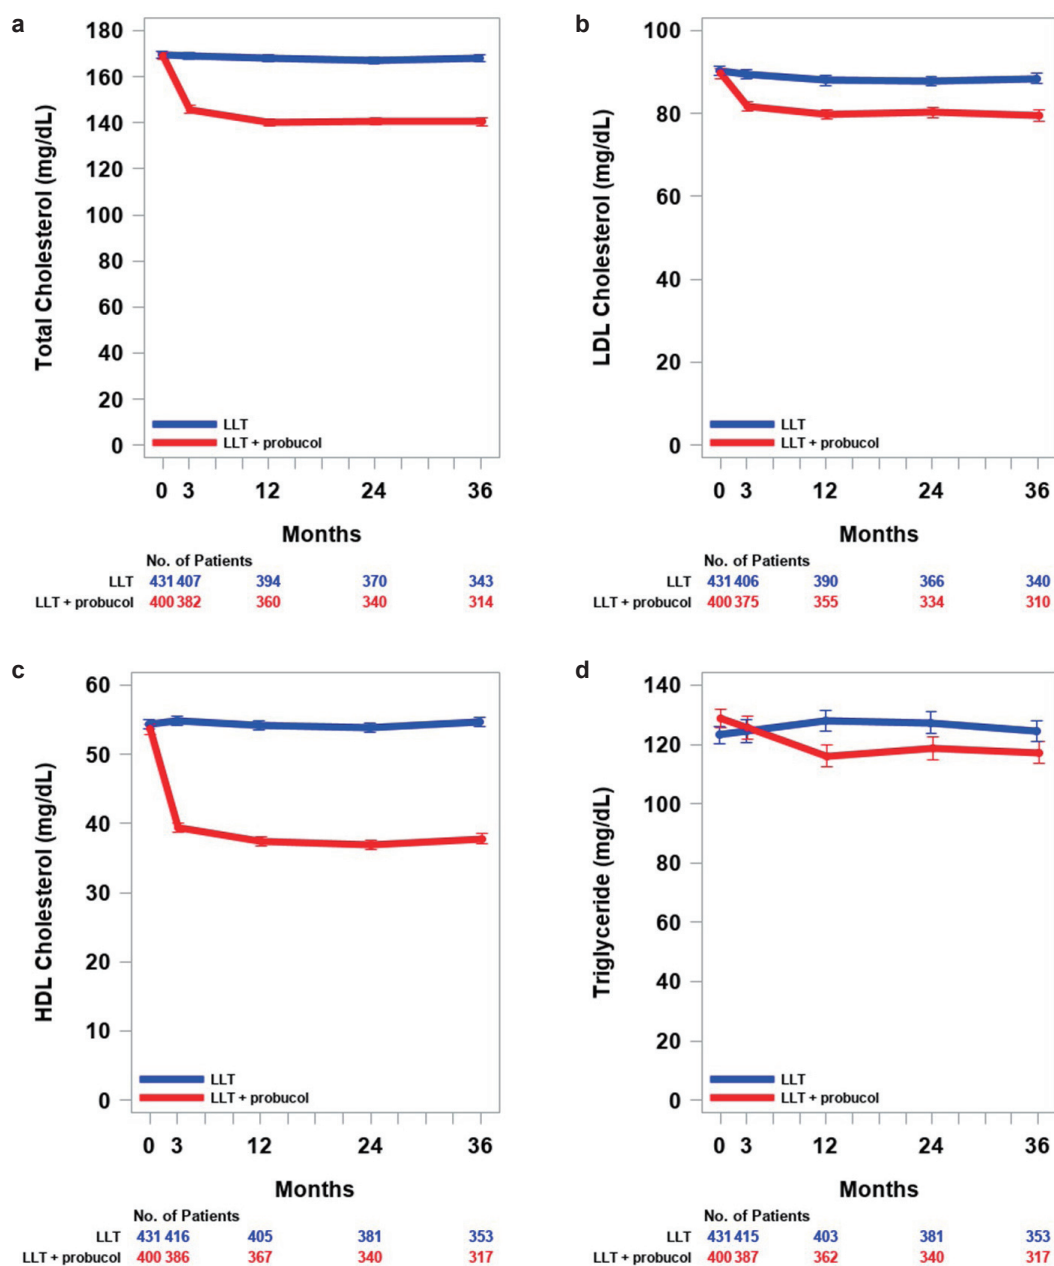 a
Total Cholesterol (mg/dL)
180
160
140
120
100
80
60
40
20
0
LLT
LLT + probucol
0 3 12 24 36
Months
No. of Patients
LLT 431 407 394 370 343
LLT + probucol 400 382 360 340 314
b
LDL Cholesterol (mg/dL)
100
80
60
40
20
0
LLT
LLT + probucol
0 3 12 24 36
Months
No. of Patients
LLT 431 406 390 366 340
LLT + probucol 400 375 355 334 310
c
HDL Cholesterol (mg/dL)
60
50
40
30
20
10
0
LLT
LLT + probucol
0 3 12 24 36
Months
No. of Patients
LLT 431 416 405 381 353
LLT + probucol 400 386 367 340 317
d
Triglyceride (mg/dL)
140
120
100
80
60
40
20
0
LLT
LLT + probucol
0 3 12 24 36
Months
No. of Patients
LLT 431 415 403 381 353
LLT + probucol 400 387 362 340 317